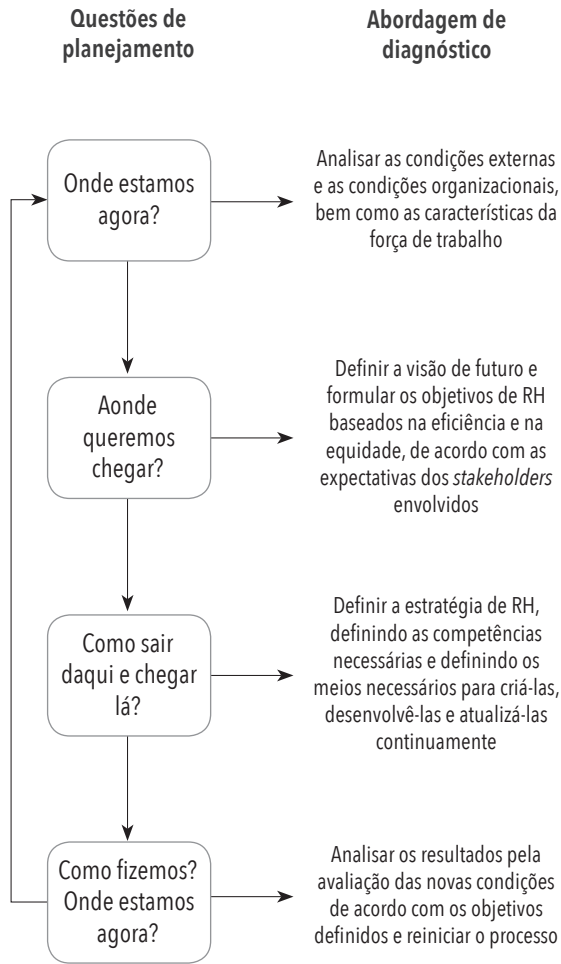 Questões de
planejamento
Abordagem de
diagnóstico
Onde estamos
agora?
Analisar as condições externas
e as condições organizacionais,
bem como as características da
força de trabalho
Aonde
queremos
chegar?
Definir a visão de futuro e
formular os objetivos de RH
baseados na eficiência e na
equidade, de acordo com as
expectativas dos stakeholders
envolvidos
Como sair
daqui e chegar
lá?
Definir a estratégia de RH,
definindo as competências
necessárias e definindo os
meios necessários para criá-las,
desenvolvê-las e atualizá-las
continuamente
Como fizemos?
Onde estamos
agora?
Analisar os resultados pela
avaliação das novas condições
de acordo com os objetivos
definidos e reiniciar o processo